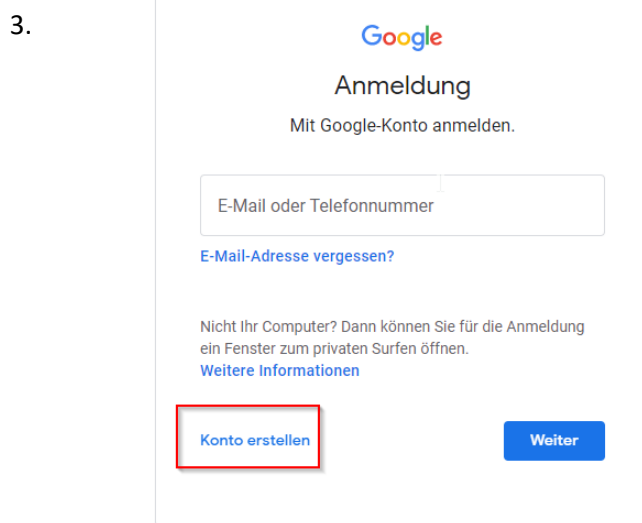 3.
Google
Anmeldung
Mit Google-Konto anmelden.
E-Mail oder Telefonnummer
E-Mail-Adresse vergessen?
Nicht Ihr Computer? Dann können Sie für die Anmeldung
ein Fenster zum privaten Surfen öffnen.
Weitere Informationen
Konto erstellen
Weiter